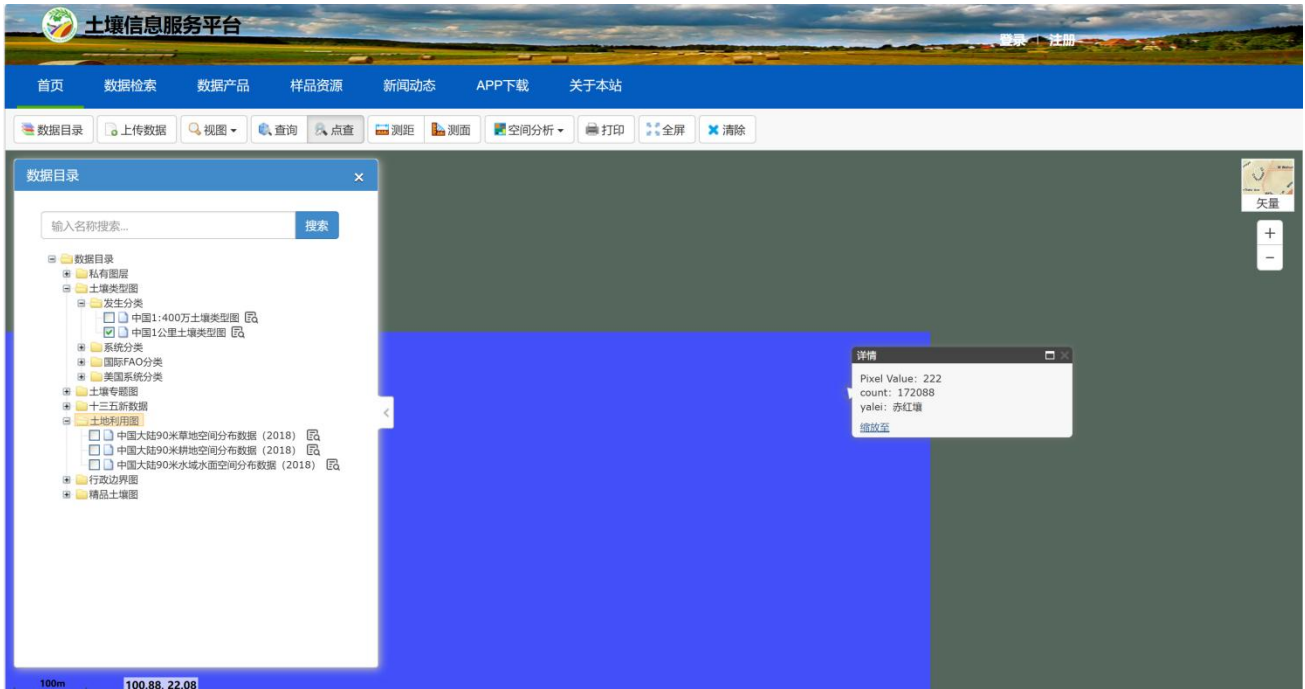 土壤信息服务平台
登录 | 注册
首页 数据检索 数据产品 样品资源 新闻动态 APP下载 关于本站
数据目录 上传数据 视图 查询 点查 测距 测面 空间分析 打印 全屏 清除
数据目录
输入名称搜索... 搜索
数据目录
私有图层
土壤类型图
发生分类
中国1:400万土壤类型图
中国1公里土壤类型图
系统分类
国际FAO分类
美国系统分类
土壤专题图
十三五新数据
土地利用图
中国大陆90米草地空间分布数据（2018）
中国大陆90米耕地空间分布数据（2018）
中国大陆90米水域水面空间分布数据（2018）
行政边界图
精品土壤图
矢量
+
−
详情
Pixel Value: 222
count: 172088
yalei: 赤红壤
缩放至
100m
100.88, 22.08